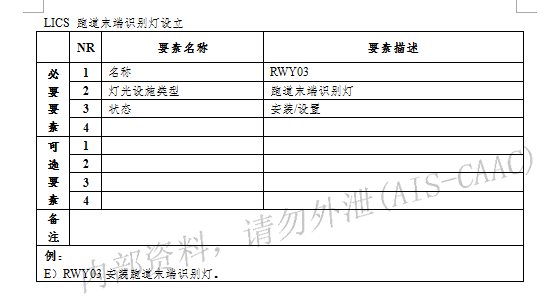 LICS 跑道末端识别灯设立
NR 要素名称 要素描述
必要要素
1 名称 RWY03
2 灯光设施类型 跑道末端识别灯
3 状态 安装/设置
4
可选要素
1
2
3
4
备注
例：
E）RWY03 安装跑道末端识别灯。
内部资料，请勿外泄(AIS-CAAC)